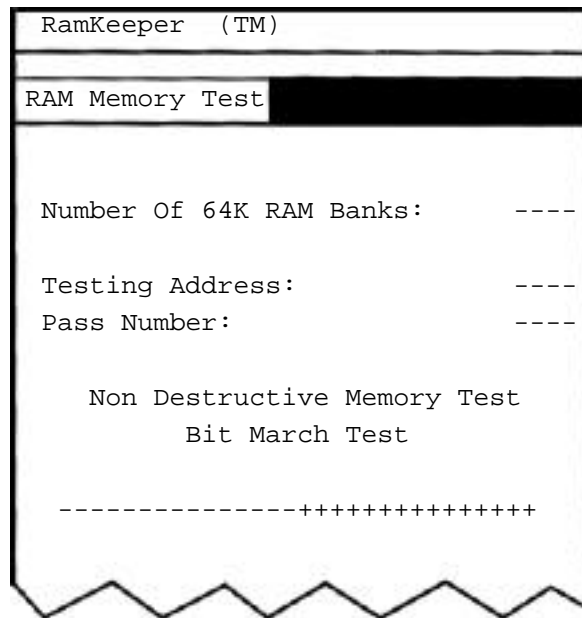 RamKeeper (TM)
RAM Memory Test
Number Of 64K RAM Banks: ----
Testing Address: ----
Pass Number: ----
Non Destructive Memory Test
Bit March Test
---------------+++++++++++++++